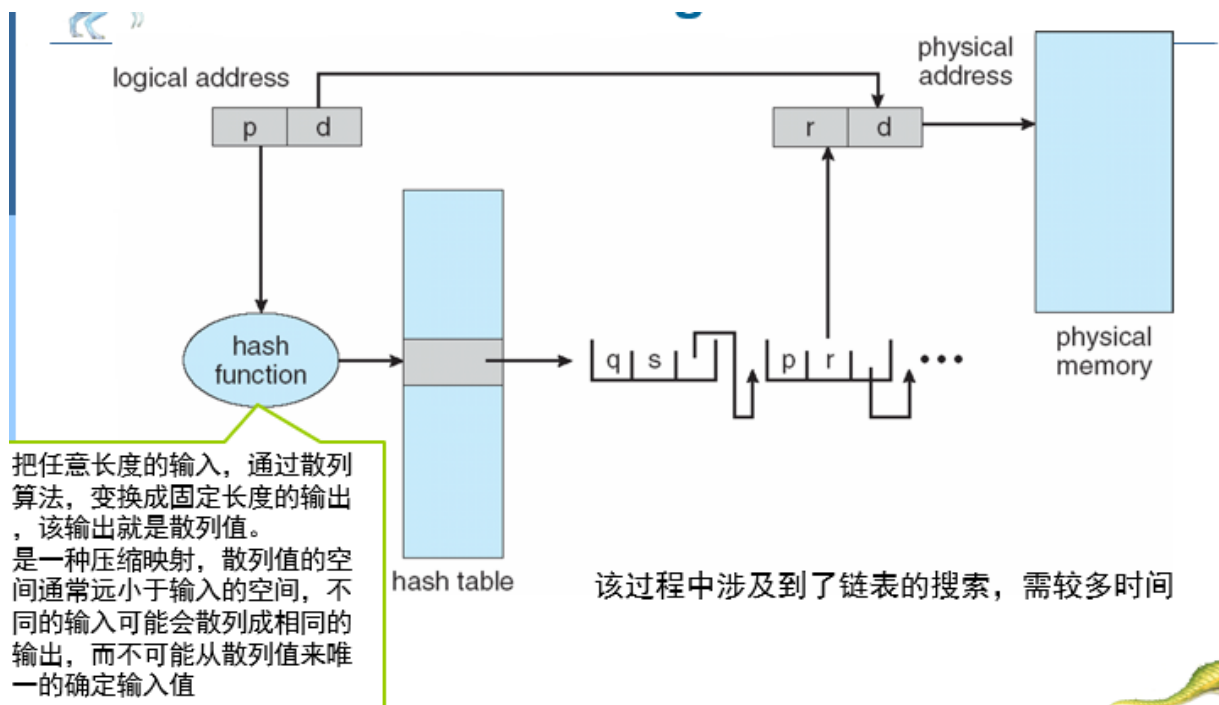 logical address
physical
address
p d
r d
hash
function
q s
p r
•••
physical
memory
hash table
把任意长度的输入，通过散列
算法，变换成固定长度的输出
，该输出就是散列值。
是一种压缩映射，散列值的空
间通常远小于输入的空间，不
同的输入可能会散列成相同的
输出，而不可能从散列值来唯
一的确定输入值
该过程中涉及到了链表的搜索，需较多时间